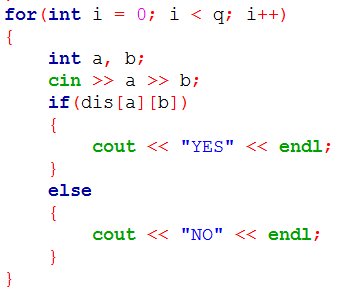 for(int i = 0; i < q; i++)
{
    int a, b;
    cin >> a >> b;
    if(dis[a][b])
    {
        cout << "YES" << endl;
    }
    else
    {
        cout << "NO" << endl;
    }
}